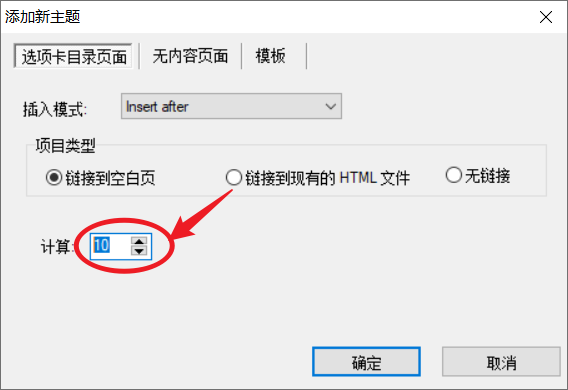 添加新主题
选项卡目录页面 无内容页面 模板
插入模式: Insert after
项目类型
链接到空白页 链接到现有的 HTML 文件 无链接
计算: 10
确定 取消